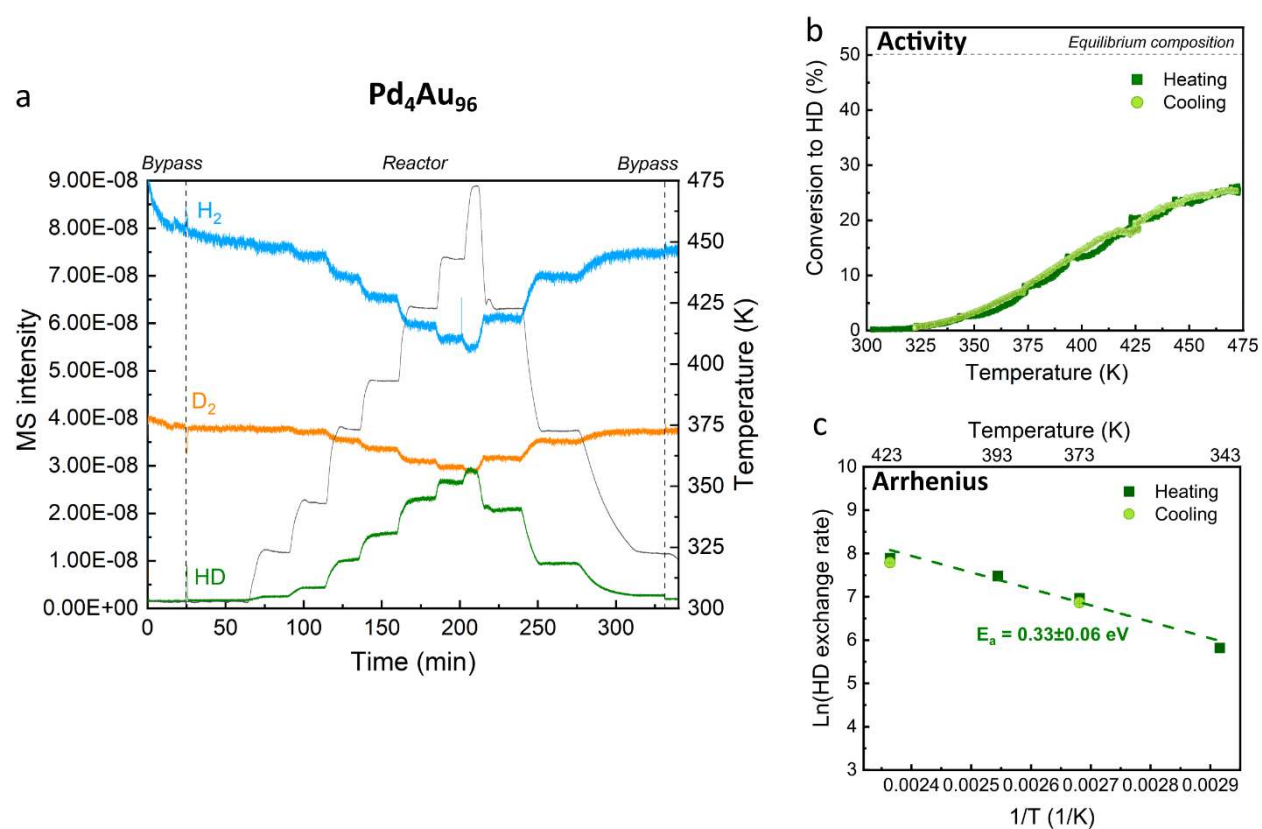 a
Pd₄Au₉₆
Bypass Reactor Bypass
9.00E-08
8.00E-08
7.00E-08
6.00E-08
5.00E-08
4.00E-08
3.00E-08
2.00E-08
1.00E-08
0.00E+00
MS intensity
H₂
D₂
HD
475
450
425
400
375
350
325
300
Temperature (K)
0 50 100 150 200 250 300
Time (min)
b
Activity
Equilibrium composition
Heating
Cooling
50
40
30
20
10
0
Conversion to HD (%)
300 325 350 375 400 425 450 475
Temperature (K)
c
Temperature (K)
423 393 373 343
Arrhenius
Heating
Cooling
10
9
8
7
6
5
4
3
Ln(HD exchange rate)
Eₐ = 0.33±0.06 eV
0.0024 0.0025 0.0026 0.0027 0.0028 0.0029
1/T (1/K)